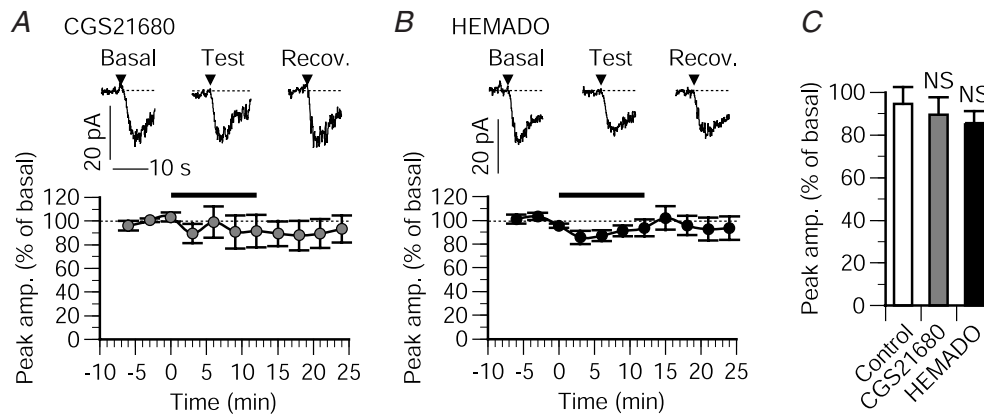 A CGS21680
Basal Test Recov.
20 pA
10 s
Peak amp. (% of basal)
120
100
80
60
40
20
0
-10 -5 0 5 10 15 20 25
Time (min)
B HEMADO
Basal Test Recov.
20 pA
Peak amp. (% of basal)
120
100
80
60
40
20
0
-10 -5 0 5 10 15 20 25
Time (min)
C
NS
NS
Peak amp. (% of basal)
100
80
60
40
20
0
Control
CGS21680
HEMADO